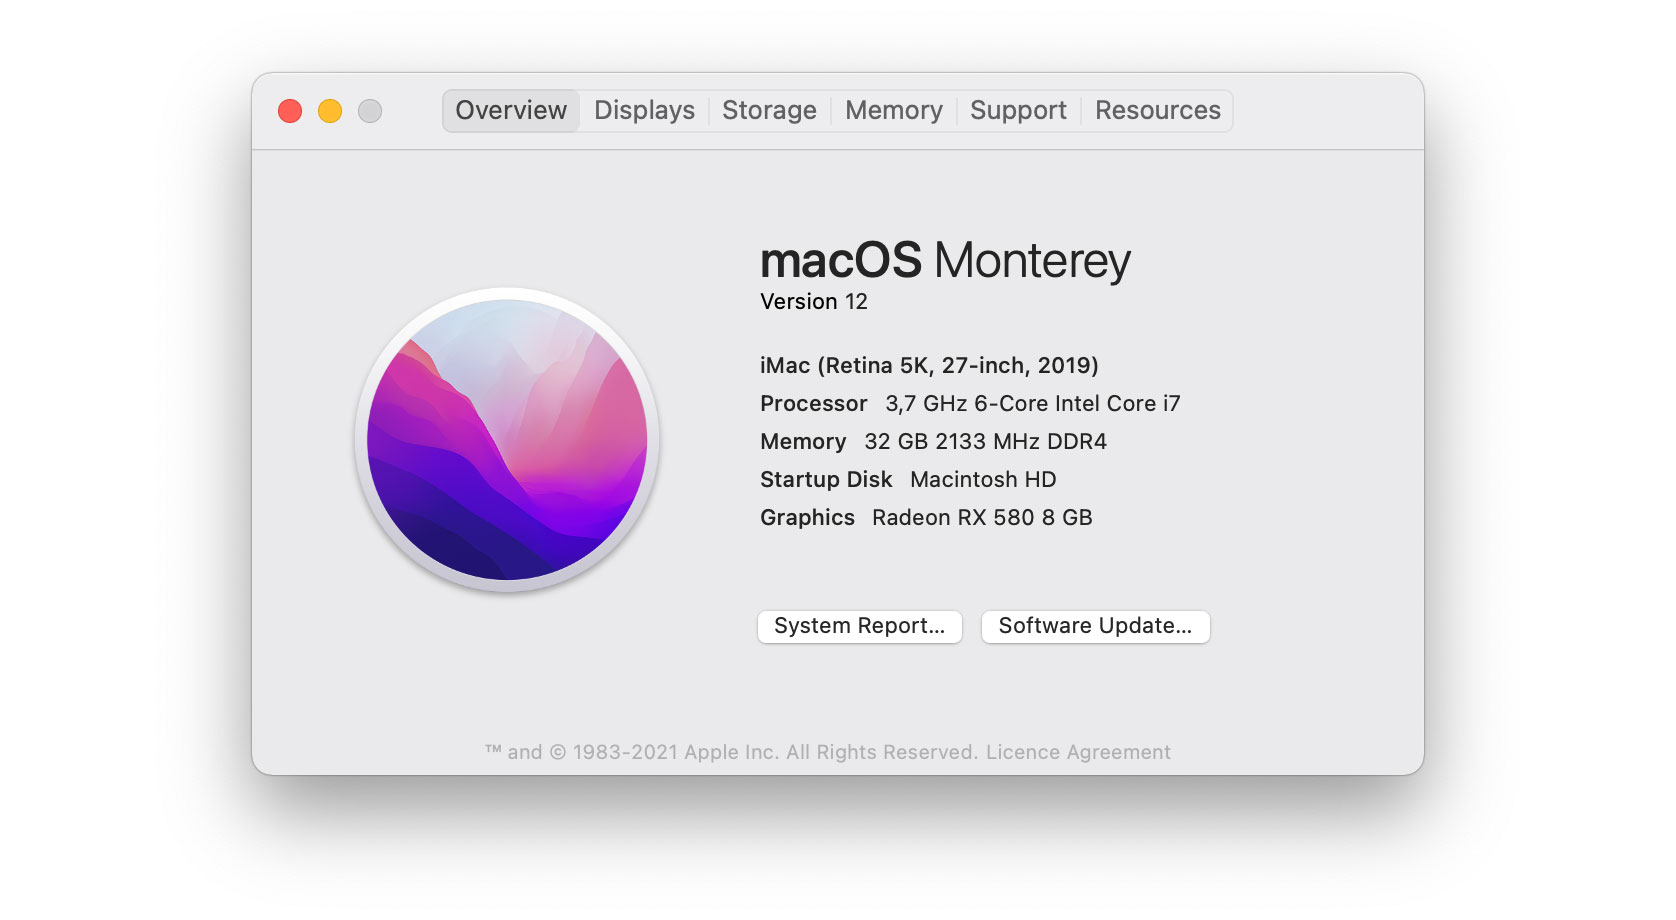 Overview Displays Storage Memory Support Resources
macOS Monterey
Version 12
iMac (Retina 5K, 27-inch, 2019)
Processor 3,7 GHz 6-Core Intel Core i7
Memory 32 GB 2133 MHz DDR4
Startup Disk Macintosh HD
Graphics Radeon RX 580 8 GB
System Report... Software Update...
™ and © 1983-2021 Apple Inc. All Rights Reserved. Licence Agreement